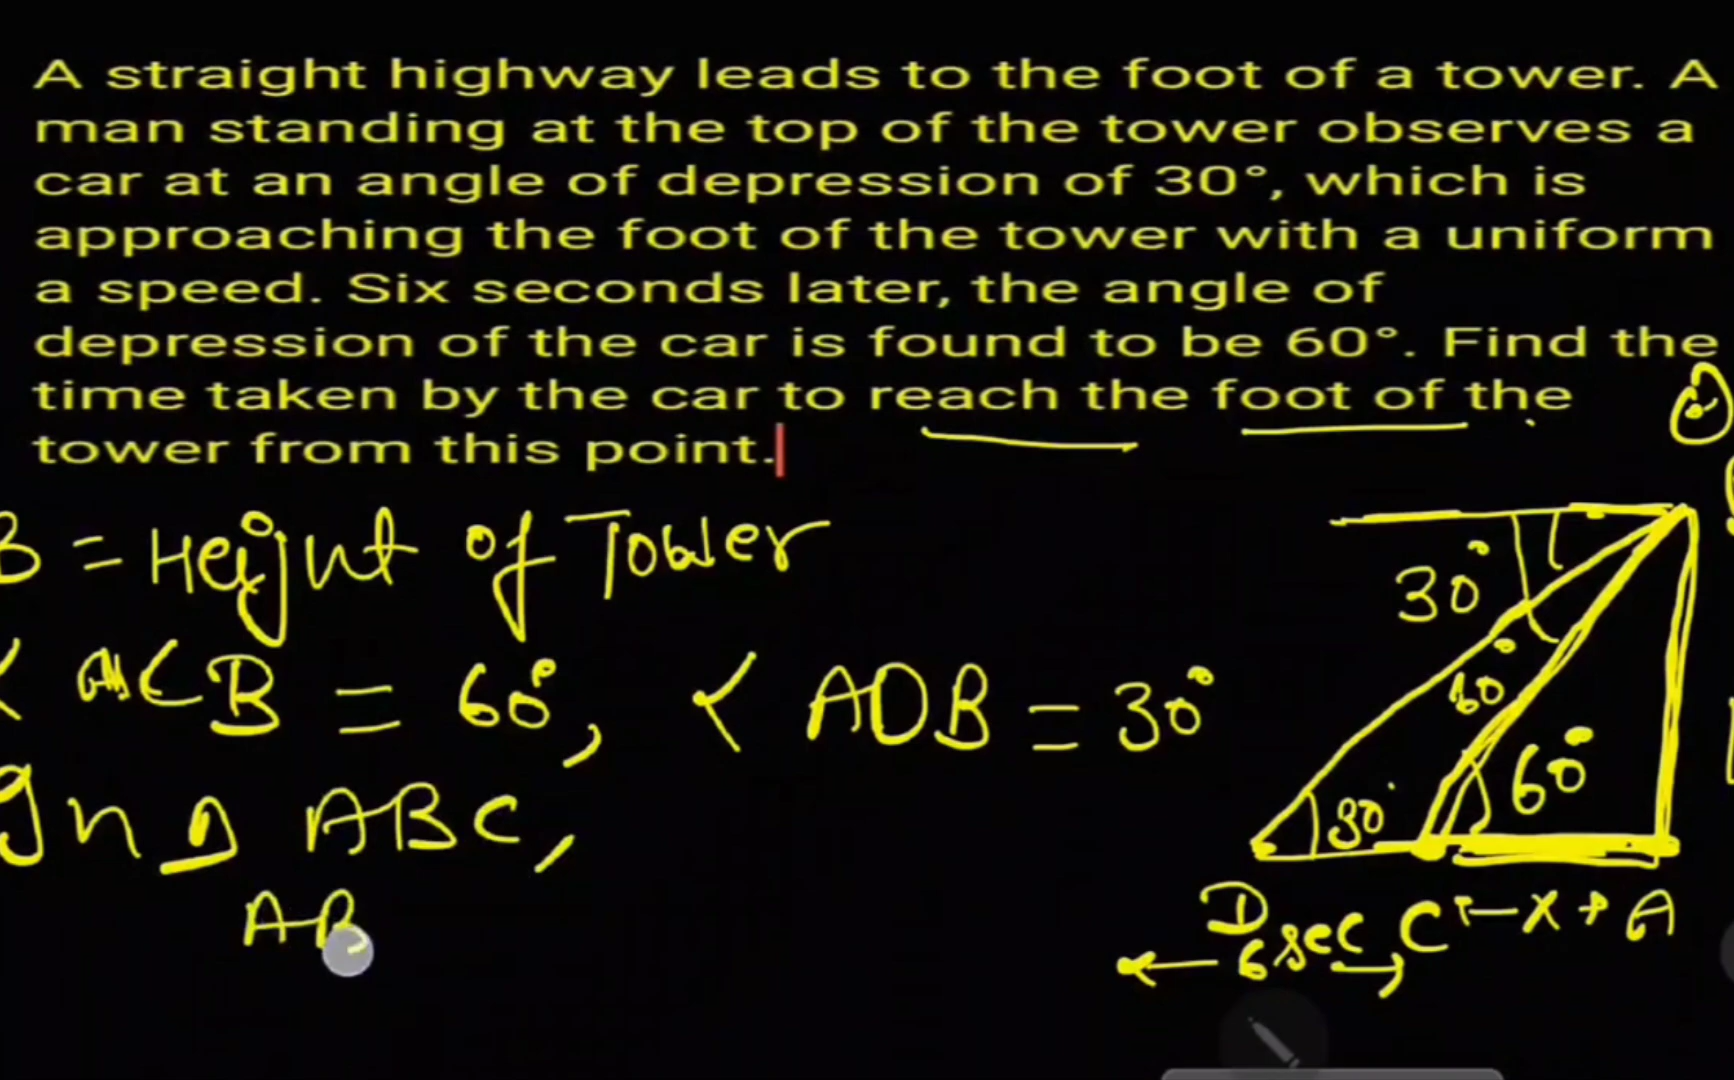 A straight highway leads to the foot of a tower. A
man standing at the top of the tower observes a
car at an angle of depression of 30°, which is
approaching the foot of the tower with a uniform
a speed. Six seconds later, the angle of
depression of the car is found to be 60°. Find the
time taken by the car to reach the foot of the
tower from this point.
B = Height of Tower
30°
60°
< ACB = 60°, < ADB = 30°
60°
30°
In △ ABC,
D C ← x → A
6 sec
AB